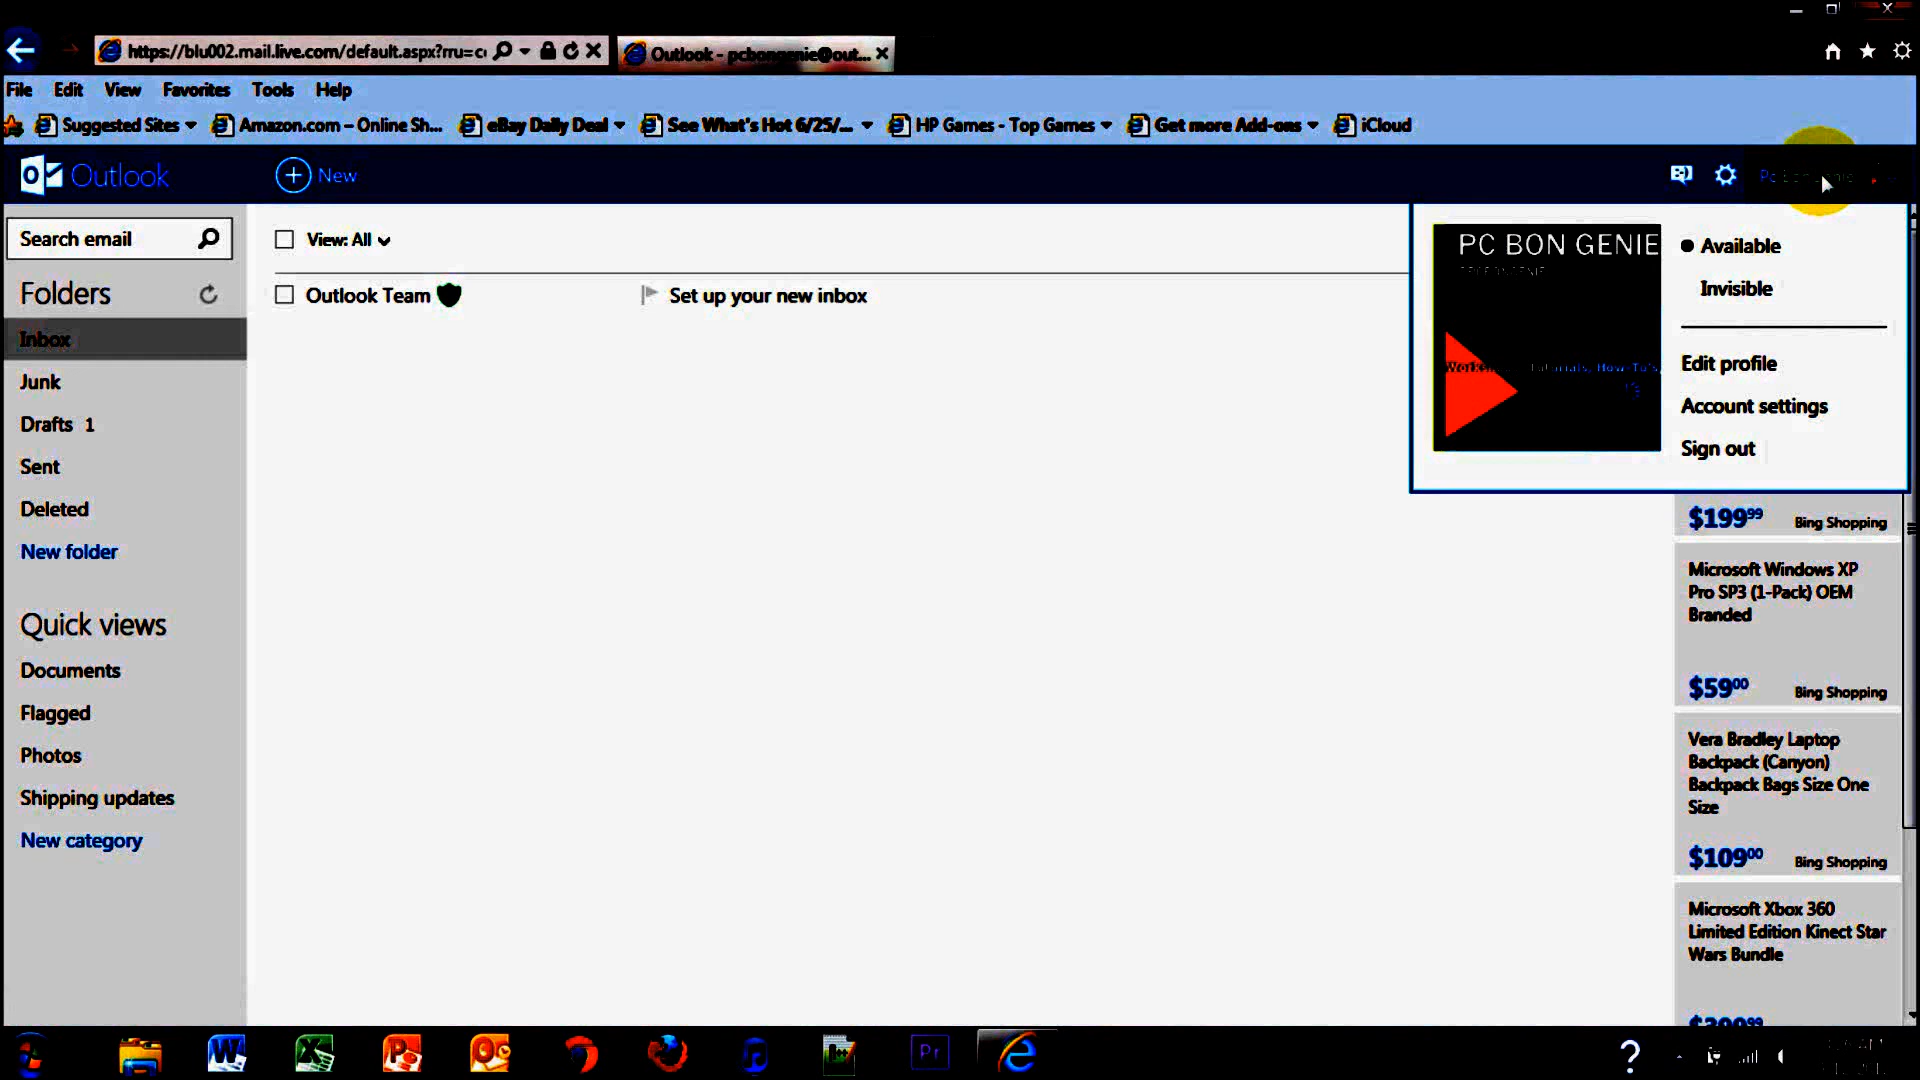 https://blu002.mail.live.com/default.aspx?rru=c
Outlook - pcbongenie@out...
File Edit View Favorites Tools Help
Suggested Sites Amazon.com – Online Sh... eBay Daily Deal See What's Hot 6/25/... HP Games - Top Games Get more Add-ons iCloud
Outlook
New
Search email
View: All
PC BON GENIE
Available
Invisible
Edit profile
Account settings
Sign out
Folders
Outlook Team Set up your new inbox
Inbox
Junk
Drafts 1
Sent
Deleted
New folder
Quick views
Documents
Flagged
Photos
Shipping updates
New category
$199.99 Bing Shopping
Microsoft Windows XP
Pro SP3 (1-Pack) OEM
Branded
$59.00 Bing Shopping
Vera Bradley Laptop
Backpack (Canyon)
Backpack Bags Size One
Size
$109.00 Bing Shopping
Microsoft Xbox 360
Limited Edition Kinect Star
Wars Bundle
Pr